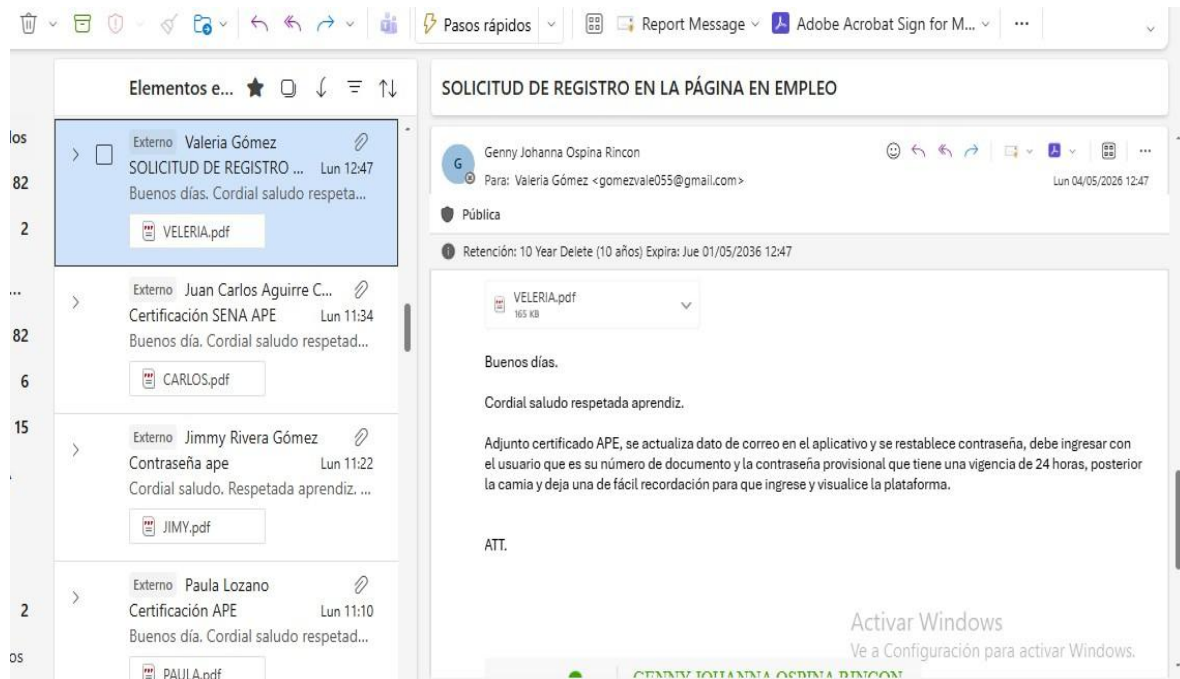 Pasos rápidos
Report Message
Adobe Acrobat Sign for M...
Elementos e...
los
82
2
...
82
6
15
2
os
Externo Valeria Gómez
SOLICITUD DE REGISTRO ... Lun 12:47
Buenos días. Cordial saludo respeta...
VELERIA.pdf
Externo Juan Carlos Aguirre C...
Certificación SENA APE Lun 11:34
Buenos día. Cordial saludo respetad...
CARLOS.pdf
Externo Jimmy Rivera Gómez
Contraseña ape Lun 11:22
Cordial saludo. Respetada aprendiz. ...
JIMY.pdf
Externo Paula Lozano
Certificación APE Lun 11:10
Buenos día. Cordial saludo respetad...
PAULA.pdf
SOLICITUD DE REGISTRO EN LA PÁGINA EN EMPLEO
G
Genny Johanna Ospina Rincon
Para: Valeria Gómez <gomezvale055@gmail.com>
Lun 04/05/2026 12:47
Pública
Retención: 10 Year Delete (10 años) Expira: Jue 01/05/2036 12:47
VELERIA.pdf
165 KB
Buenos días.
Cordial saludo respetada aprendiz.
Adjunto certificado APE, se actualiza dato de correo en el aplicativo y se restablece contraseña, debe ingresar con
el usuario que es su número de documento y la contraseña provisional que tiene una vigencia de 24 horas, posterior
la camia y deja una de fácil recordación para que ingrese y visualice la plataforma.
ATT.
Activar Windows
Ve a Configuración para activar Windows.
GENNY JOHANNA OSPINA RINCON